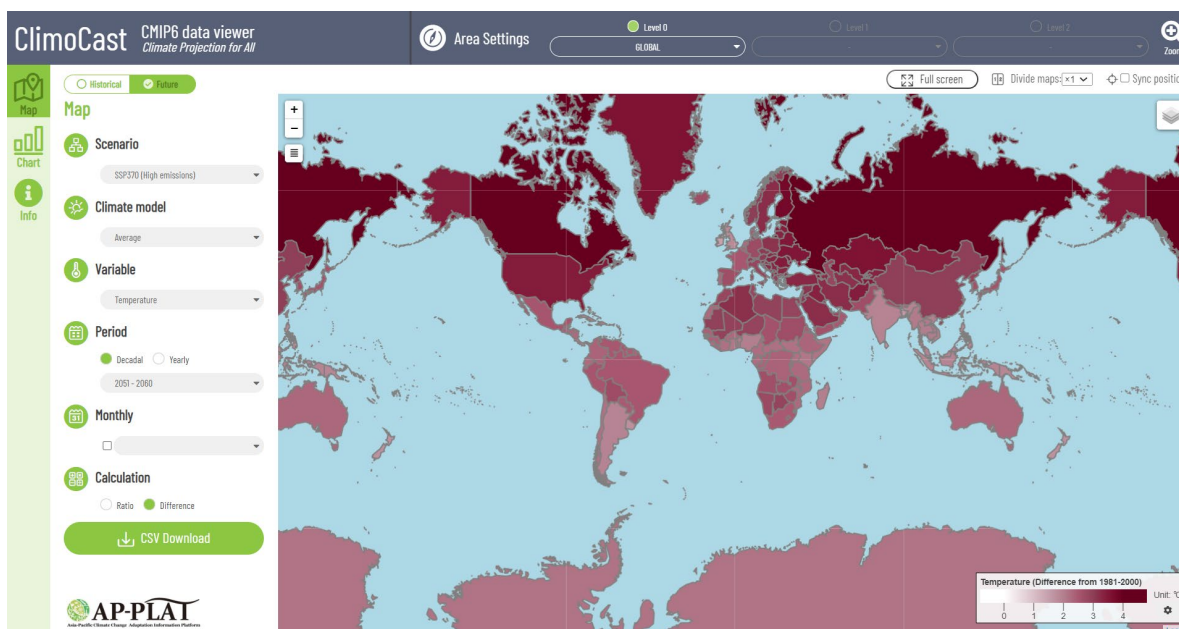 ClimoCast
CMIP6 data viewer
Climate Projection for All
Area Settings
Level 0
GLOBAL
Level 1
-
Level 2
-
Zoom
Map
Chart
Info
Historical
Future
Full screen
Divide maps:
×1
Sync positio
Map
Scenario
SSP370 (High emissions)
Climate model
Average
Variable
Temperature
Period
Decadal
Yearly
2051 - 2060
Monthly
31
Calculation
Ratio
Difference
CSV Download
AP-PLAT
Asia-Pacific Climate Change Adaptation Information Platform
+
−
Temperature (Difference from 1981-2000)
Unit: ℃
0 1 2 3 4